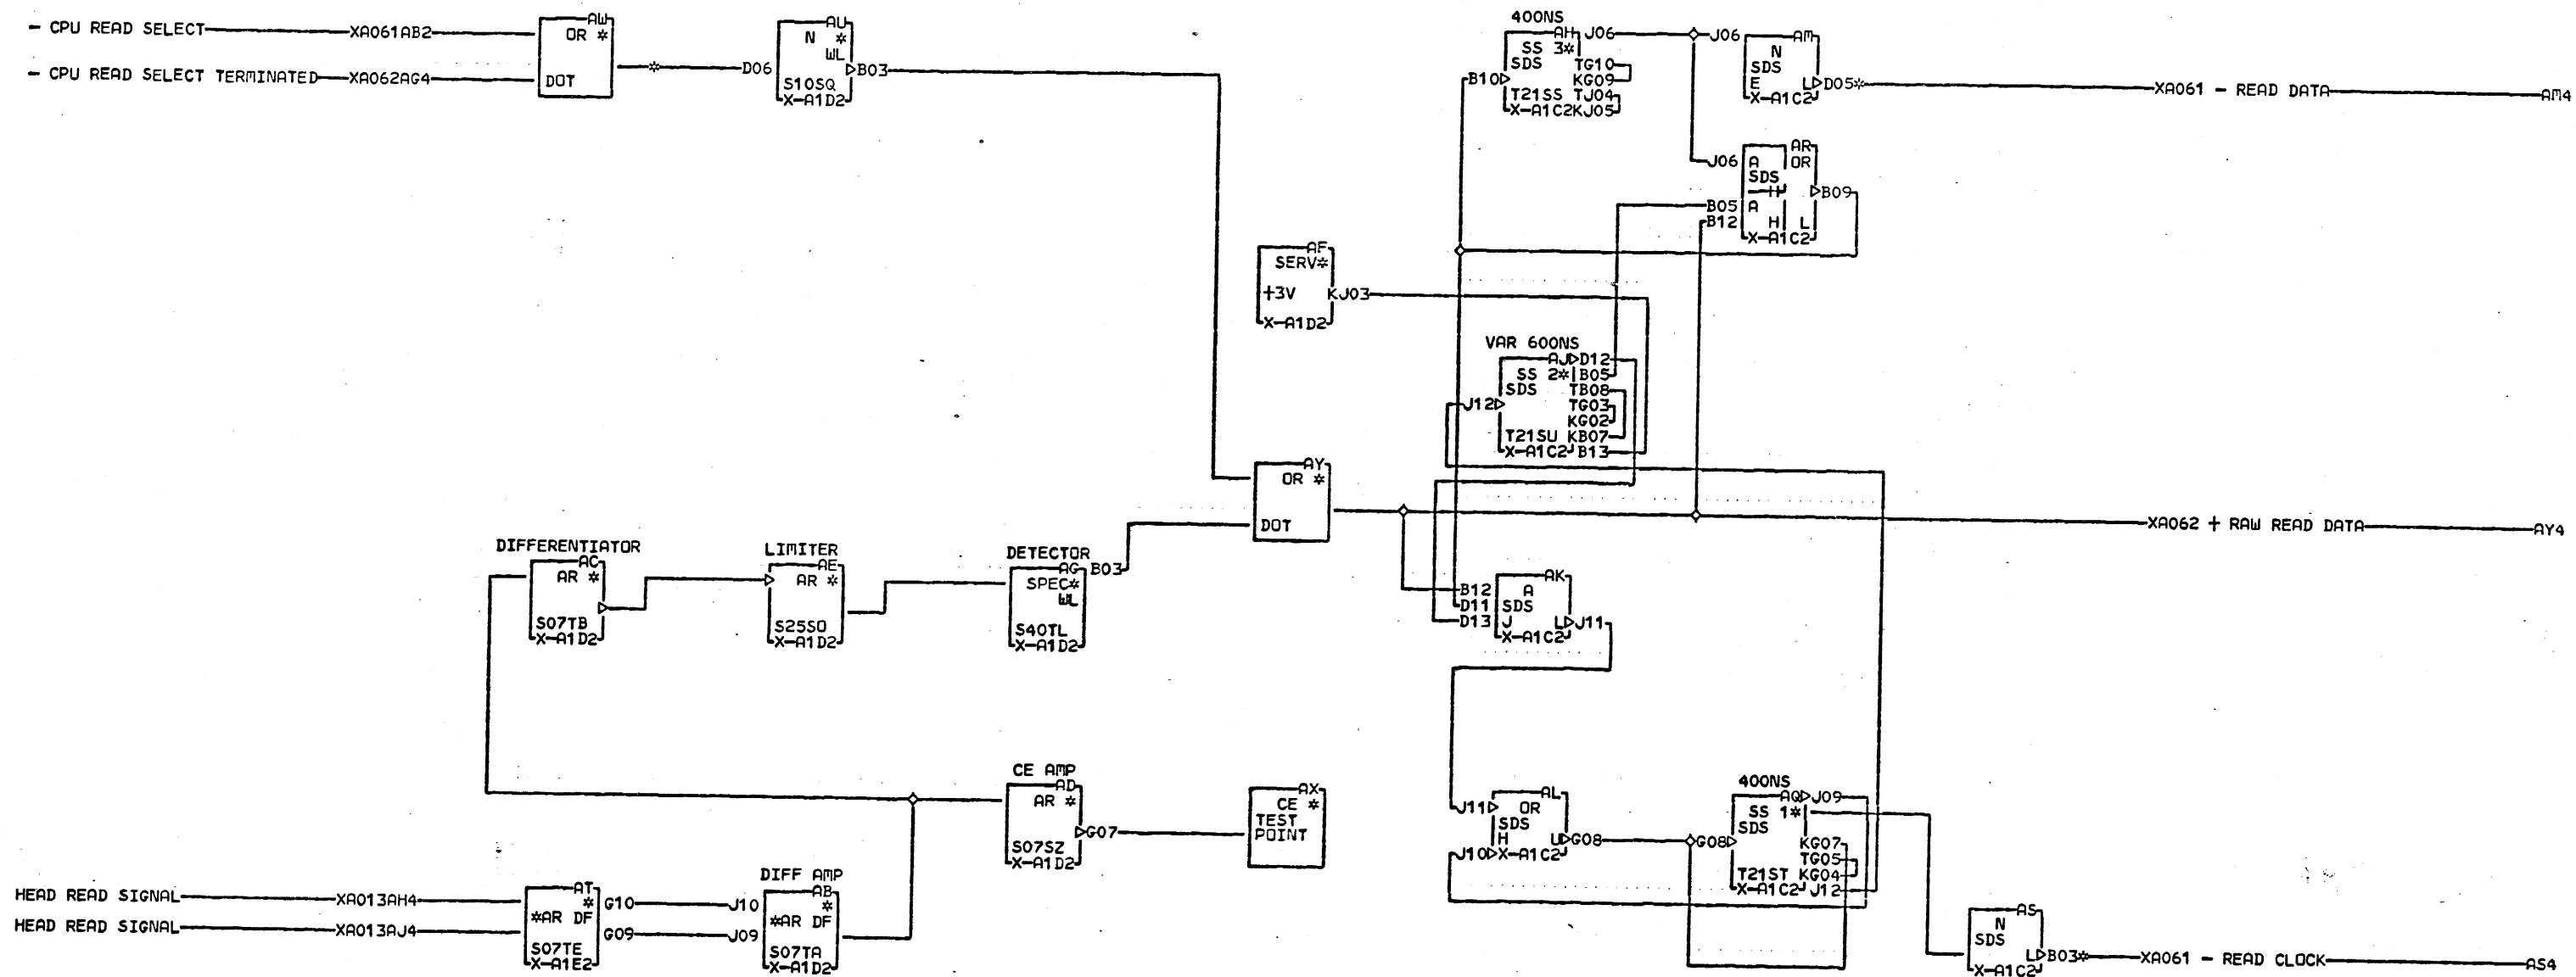 - CPU READ SELECT XA061AB2
- CPU READ SELECT TERMINATED XA062AG4
AW
OR *
DOT
D06
AU
N *
WL
B03
S10SQ
X-A1D2
400NS
AH J06
SS 3*
SDS
TG10
KG09
B10
T21SS TJ04
X-A1C2 KJ05
J06
AM
N
SDS
E L D05*
X-A1C2
XA061 - READ DATA AM4
AR
J06 A OR
SDS
H
B09
B05 A
B12 H L
X-A1C2
AF
SERV*
+3V KJ03
X-A1D2
VAR 600NS
AJ D12
SS 2* B05
SDS TB08
J12 TG03
KG02
T21SU KB07
X-A1C2 B13
AY
OR *
DOT
XA062 + RAW READ DATA AY4
DIFFERENTIATOR
AC
AR *
S07TB
X-A1D2
LIMITER
AE
AR *
S25SO
X-A1D2
DETECTOR
AG B03
SPEC*
WL
S40TL
X-A1D2
AK
B12 A
D11 SDS
D13 J L J11
X-A1C2
CE AMP
AD
AR *
G07
S07SZ
X-A1D2
AX
CE *
TEST
POINT
AL
J11 OR
SDS
H U G08
J10 X-A1C2
400NS
AQ J09
SS 1*
SDS
G08 KG07
TG05
T21ST KG04
X-A1C2 J12
HEAD READ SIGNAL XA013AH4
HEAD READ SIGNAL XA013AJ4
AT
*
*AR DF
G10 J10
G09 J09
S07TE
X-A1E2
DIFF AMP
AB
*
*AR DF
S07TA
X-A1D2
AS
N
SDS
L B03*
X-A1C2
XA061 - READ CLOCK AS4